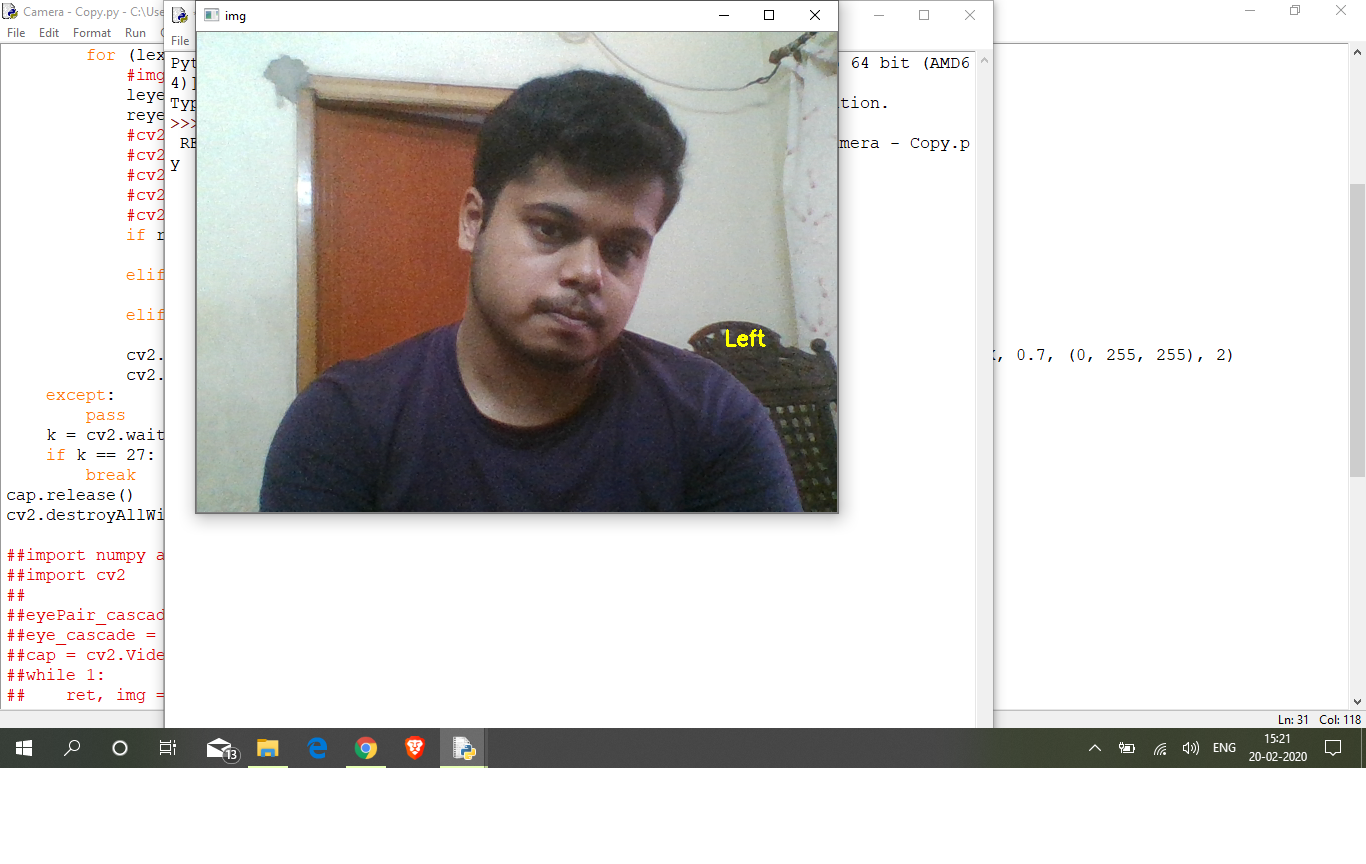 Camera - Copy.py - C:\Use
File Edit Format Run
for (lex
#img
leye
reye
#cv2
#cv2
#cv2
#cv2
#cv2
if r
elif
elif
cv2.
, 0.7, (0, 255, 255), 2)
cv2.
except:
pass
k = cv2.wait
if k == 27:
break
cap.release()
cv2.destroyAllWi
##import numpy a
##import cv2
##
##eyePair_cascad
##eye_cascade =
##cap = cv2.Vide
##while 1:
## ret, img =
Ln: 31 Col: 118
File
Pyt
64 bit (AMD6
4)]
Typ
tion.
>>>
RE
mera - Copy.p
y
img
Left
13
ENG
15:21
20-02-2020